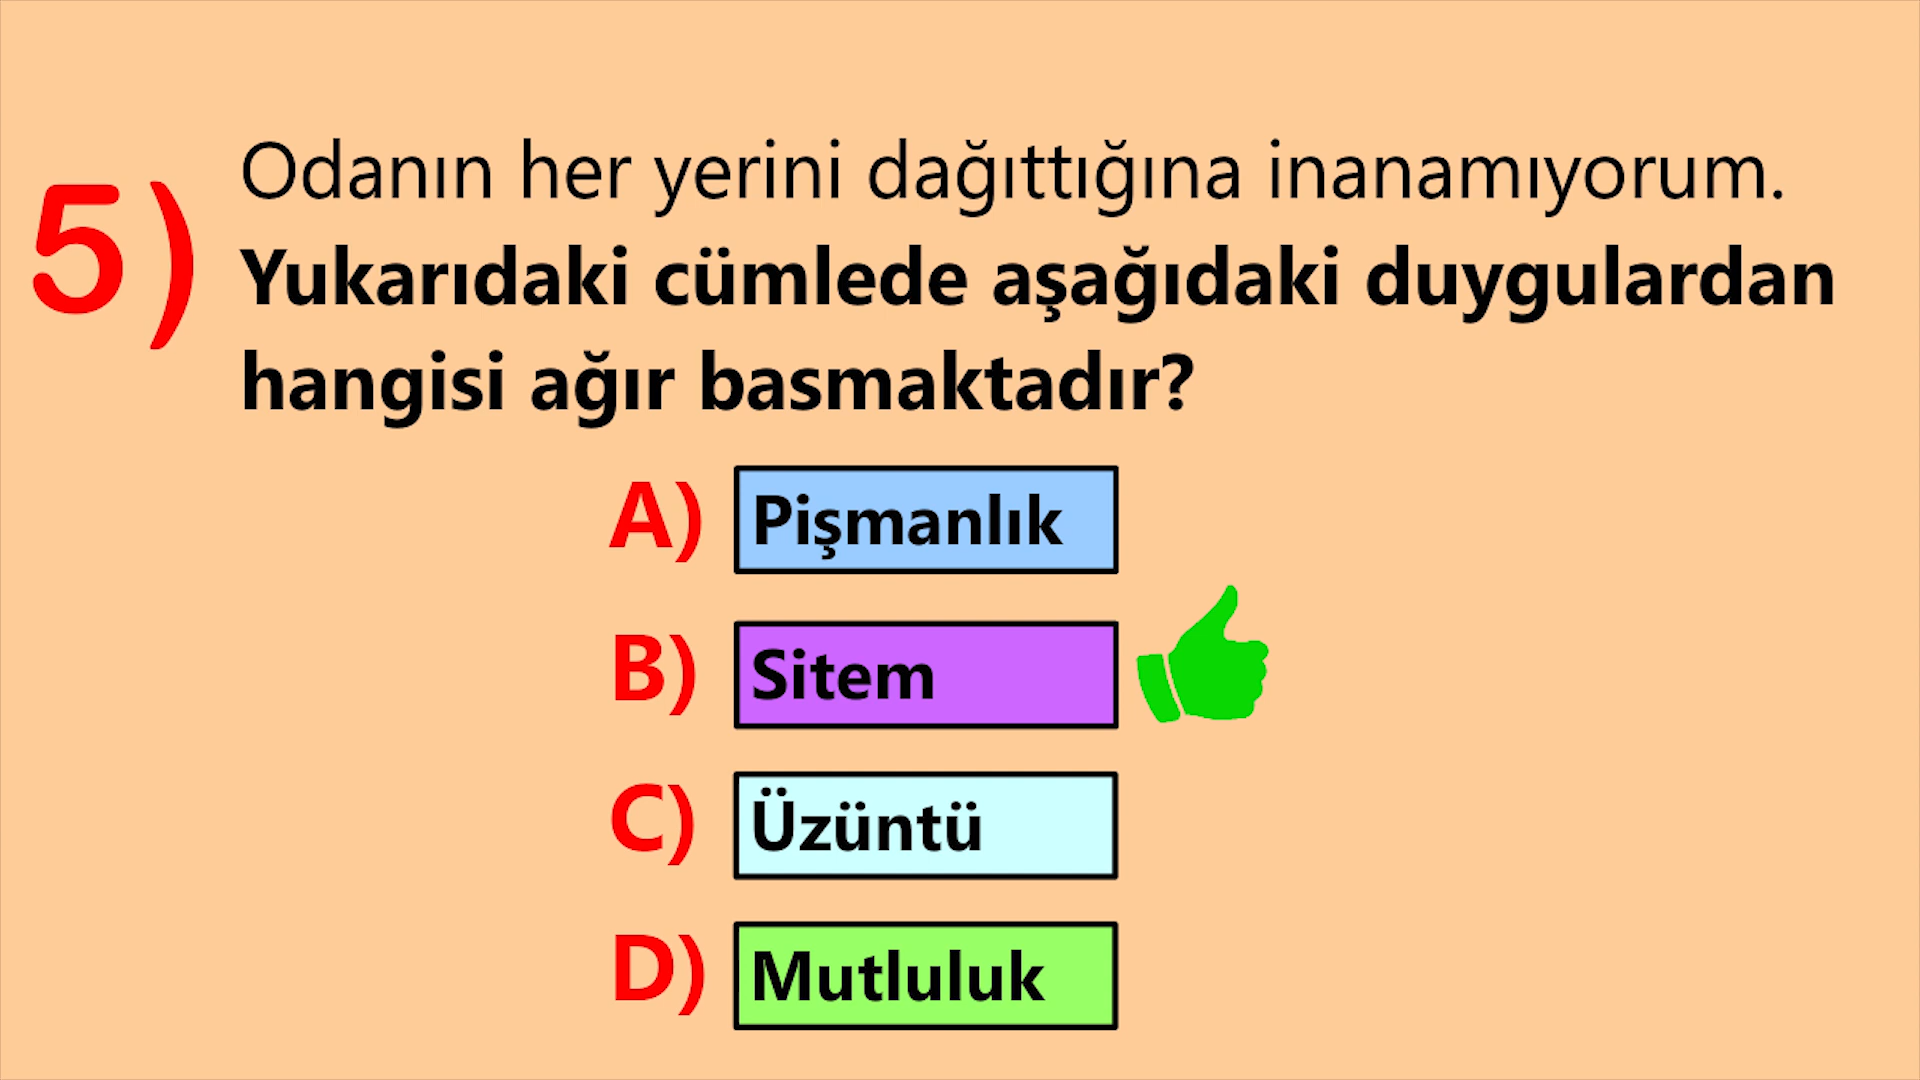 5)
Odanın her yerini dağıttığına inanamıyorum.
Yukarıdaki cümlede aşağıdaki duygulardan
hangisi ağır basmaktadır?
A) Pişmanlık
B) Sitem
C) Üzüntü
D) Mutluluk